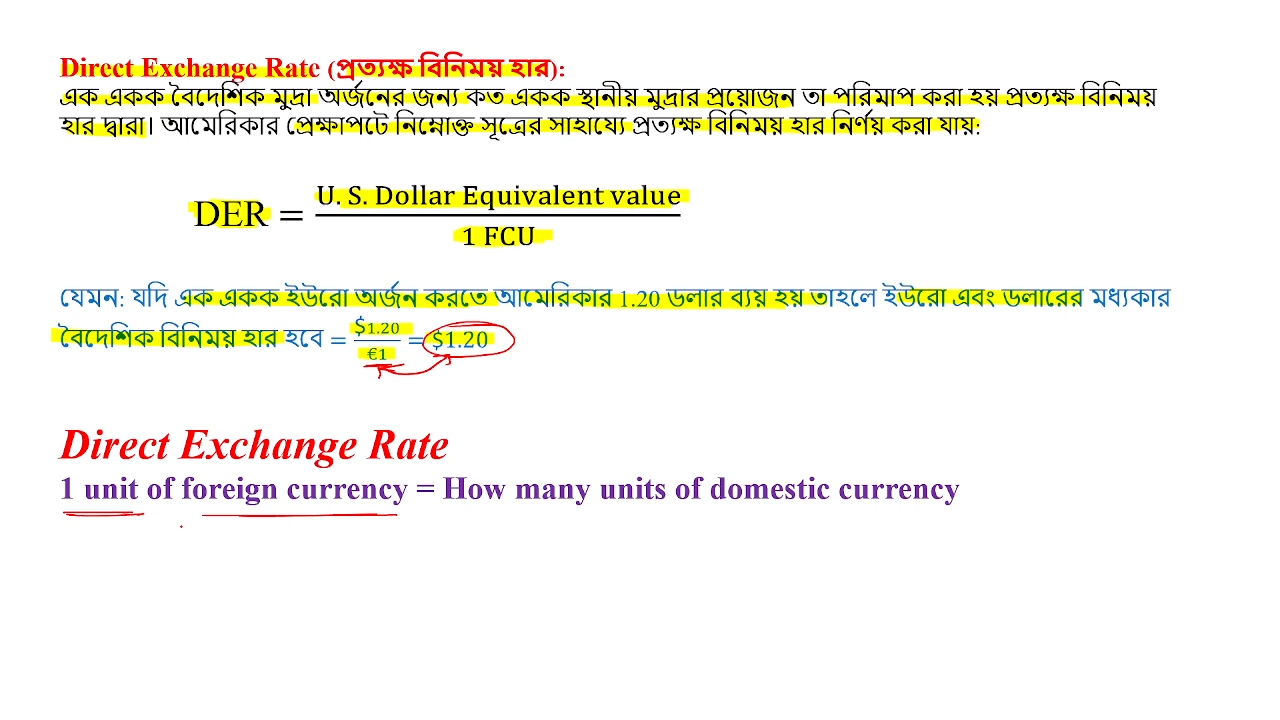 Direct Exchange Rate (প্রত্যক্ষ বিনিময় হার):
এক একক বৈদেশিক মুদ্রা অর্জনের জন্য কত একক স্থানীয় মুদ্রার প্রয়োজন তা পরিমাপ করা হয় প্রত্যক্ষ বিনিময়
হার দ্বারা। আমেরিকার প্রেক্ষাপটে নিম্নোক্ত সূত্রের সাহায্যে প্রত্যক্ষ বিনিময় হার নির্ণয় করা যায়:
DER = U. S. Dollar Equivalent value / 1 FCU
যেমন: যদি এক একক ইউরো অর্জন করতে আমেরিকার 1.20 ডলার ব্যয় হয় তাহলে ইউরো এবং ডলারের মধ্যকার
বৈদেশিক বিনিময় হার হবে = $1.20 / €1 = $1.20
Direct Exchange Rate
1 unit of foreign currency = How many units of domestic currency